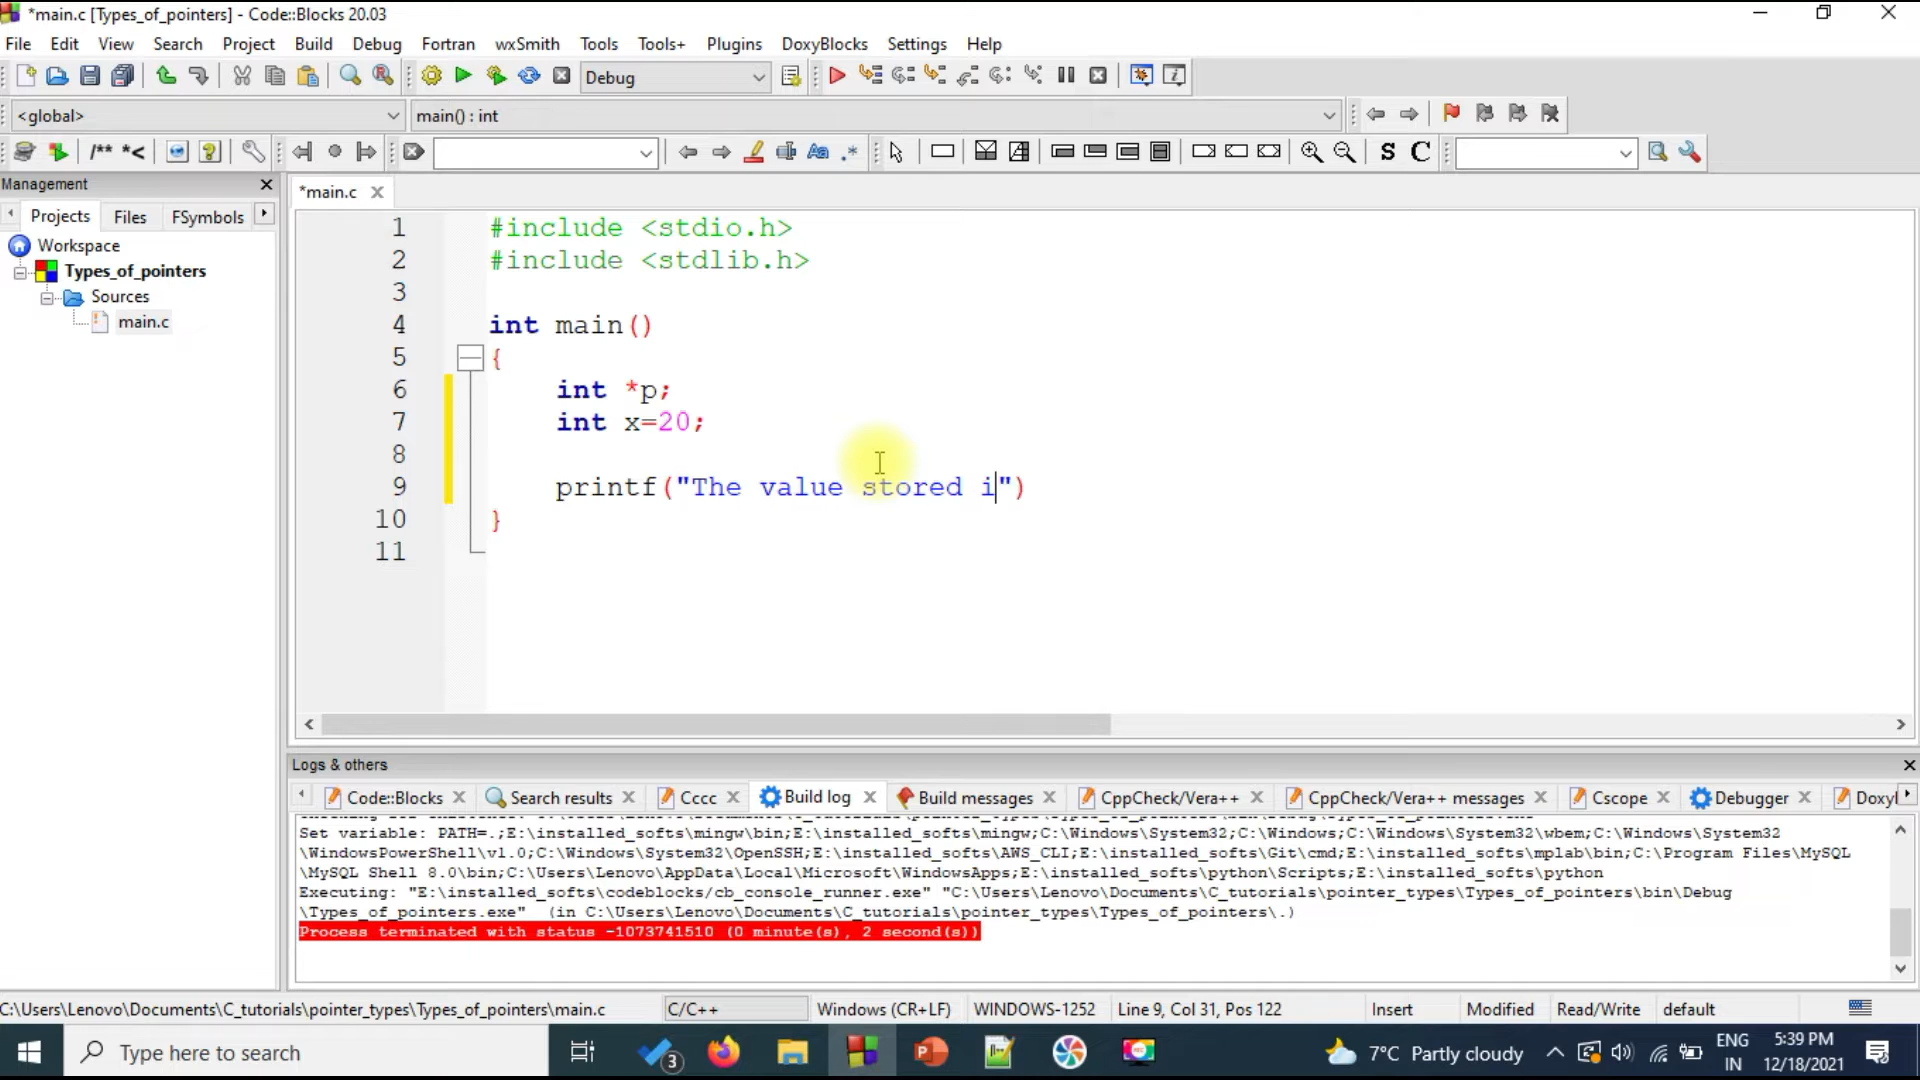 *main.c [Types_of_pointers] - Code::Blocks 20.03
File Edit View Search Project Build Debug Fortran wxSmith Tools Tools+ Plugins DoxyBlocks Settings Help
Debug
<global> main() : int
/** *< Aa .* S C
Management
Projects Files FSymbols
Workspace
Types_of_pointers
Sources
main.c
*main.c
1 #include <stdio.h>
2 #include <stdlib.h>
3
4 int main()
5 {
6 int *p;
7 int x=20;
8
9 printf("The value stored i")
10 }
11
Logs & others
Code::Blocks Search results Cccc Build log Build messages CppCheck/Vera++ CppCheck/Vera++ messages Cscope Debugger Doxyl
Set variable: PATH=.;E:\installed_softs\mingw\bin;E:\installed_softs\mingw;C:\Windows\System32;C:\Windows;C:\Windows\System32\wbem;C:\Windows\System32
\WindowsPowerShell\v1.0;C:\Windows\System32\OpenSSH;E:\installed_softs\AWS_CLI;E:\installed_softs\Git\cmd;E:\installed_softs\mplab\bin;C:\Program Files\MySQL
\MySQL Shell 8.0\bin;C:\Users\Lenovo\AppData\Local\Microsoft\WindowsApps;E:\installed_softs\python\Scripts;E:\installed_softs\python
Executing: "E:\installed_softs\codeblocks/cb_console_runner.exe" "C:\Users\Lenovo\Documents\C_tutorials\pointer_types\Types_of_pointers\bin\Debug
\Types_of_pointers.exe" (in C:\Users\Lenovo\Documents\C_tutorials\pointer_types\Types_of_pointers\.)
Process terminated with status -1073741510 (0 minute(s), 2 second(s))
C:\Users\Lenovo\Documents\C_tutorials\pointer_types\Types_of_pointers\main.c C/C++ Windows (CR+LF) WINDOWS-1252 Line 9, Col 31, Pos 122 Insert Modified Read/Write default
Type here to search 3 7°C Partly cloudy ENG IN 5:39 PM 12/18/2021